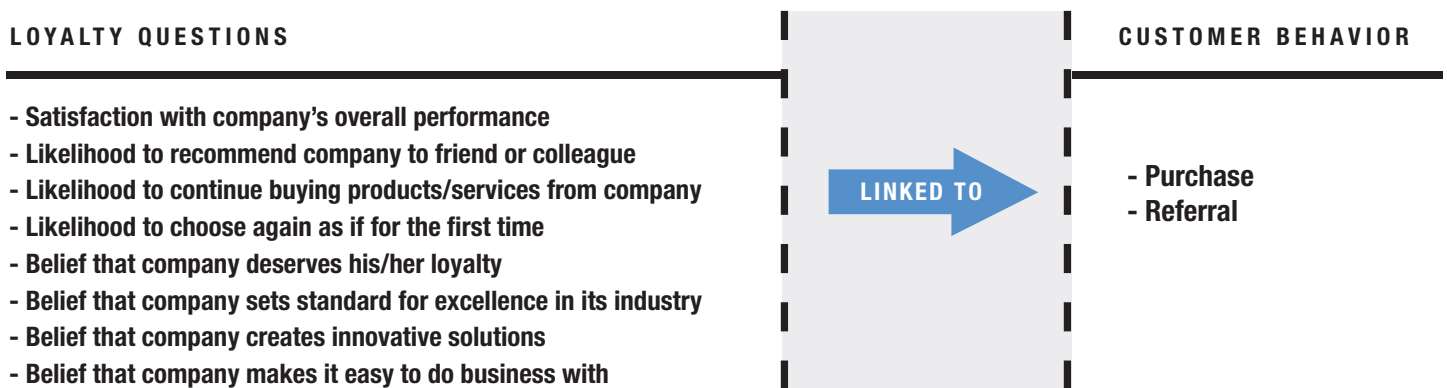 LOYALTY QUESTIONS
- Satisfaction with company’s overall performance
- Likelihood to recommend company to friend or colleague
- Likelihood to continue buying products/services from company
- Likelihood to choose again as if for the first time
- Belief that company deserves his/her loyalty
- Belief that company sets standard for excellence in its industry
- Belief that company creates innovative solutions
- Belief that company makes it easy to do business with
LINKED TO
CUSTOMER BEHAVIOR
- Purchase
- Referral